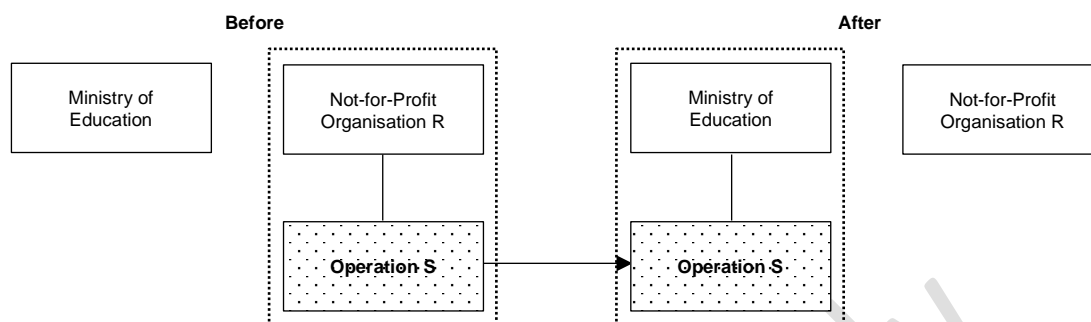 Before
After
Ministry of
Education
Not-for-Profit
Organisation R
Ministry of
Education
Not-for-Profit
Organisation R
Operation S
Operation S